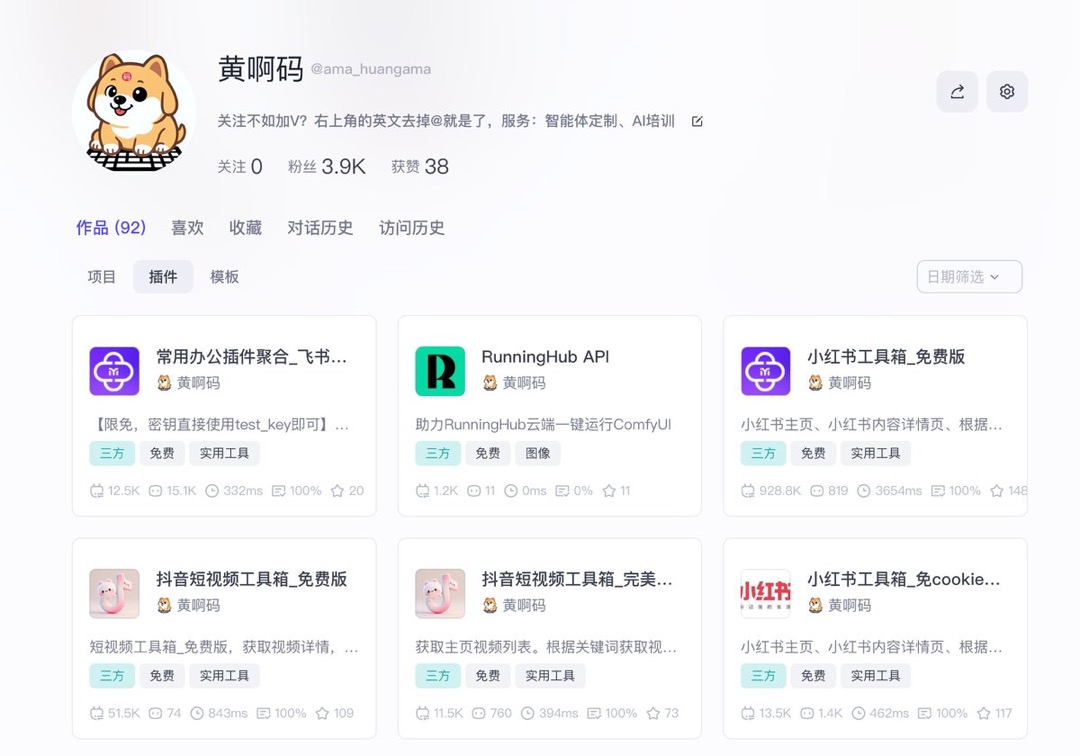 黄啊码 @ama_huangama
关注不如加V？右上角的英文去掉@就是了，服务：智能体定制、AI培训
关注 0 粉丝 3.9K 获赞 38
作品 (92) 喜欢 收藏 对话历史 访问历史
项目 插件 模板 日期筛选
常用办公插件聚合_飞书...
黄啊码
【限免，密钥直接使用test_key即可】...
三方 免费 实用工具
12.5K 15.1K 332ms 100% 20
RunningHub API
黄啊码
助力RunningHub云端一键运行ComfyUI
三方 免费 图像
1.2K 11 0ms 0% 11
小红书工具箱_免费版
黄啊码
小红书主页、小红书内容详情页、根据...
三方 免费 实用工具
928.8K 819 3654ms 100% 148
抖音短视频工具箱_免费版
黄啊码
短视频工具箱_免费版，获取视频详情，...
三方 免费 实用工具
51.5K 74 843ms 100% 109
抖音短视频工具箱_完美...
黄啊码
获取主页视频列表。根据关键词获取视...
三方 免费 实用工具
11.5K 760 394ms 100% 73
小红书
小红书工具箱_免cookie...
黄啊码
小红书主页、小红书内容详情页、根据...
三方 免费 实用工具
13.5K 1.4K 462ms 100% 117